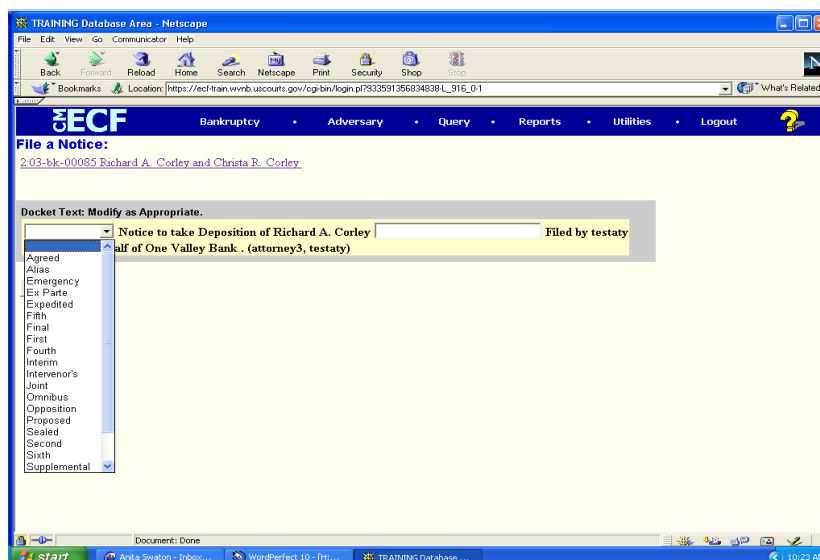 TRAINING Database Area - Netscape
File Edit View Go Communicator Help
Back Forward Reload Home Search Netscape Print Security Shop Stop
Bookmarks Location: https://ecf-train.wvnb.uscourts.gov/cgi-bin/login.pl?933591356834838-L_916_0-1 What's Related
CM ECF Bankruptcy • Adversary • Query • Reports • Utilities • Logout ?
File a Notice:
2:03-bk-00085 Richard A. Corley and Christa R. Corley
Docket Text: Modify as Appropriate.
Notice to take Deposition of Richard A. Corley Filed by testaty
alf of One Valley Bank . (attorney3, testaty)
Agreed
Alias
Emergency
Ex Parte
Expedited
Fifth
Final
First
Fourth
Interim
Intervenor's
Joint
Omnibus
Opposition
Proposed
Sealed
Second
Sixth
Supplemental
Document: Done
start Anita Swaton - Inbox... WordPerfect 10 - [H:... TRAINING Database ... 10:23 AM